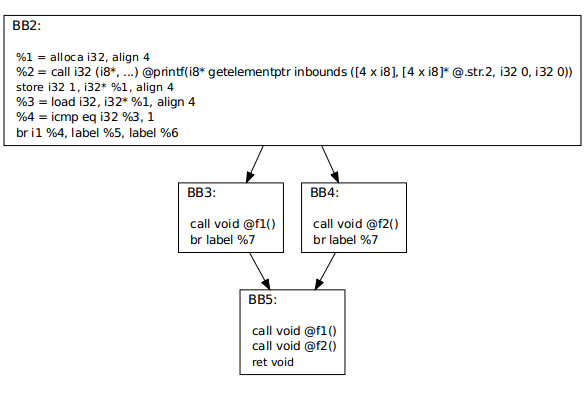 BB2:
%1 = alloca i32, align 4
%2 = call i32 (i8*, ...) @printf(i8* getelementptr inbounds ([4 x i8], [4 x i8]* @.str.2, i32 0, i32 0))
store i32 1, i32* %1, align 4
%3 = load i32, i32* %1, align 4
%4 = icmp eq i32 %3, 1
br i1 %4, label %5, label %6
BB3:
call void @f1()
br label %7
BB4:
call void @f2()
br label %7
BB5:
call void @f1()
call void @f2()
ret void